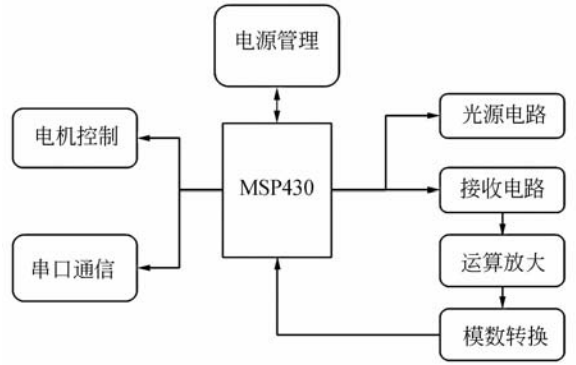 电源管理
电机控制
光源电路
MSP430
接收电路
串口通信
运算放大
模数转换